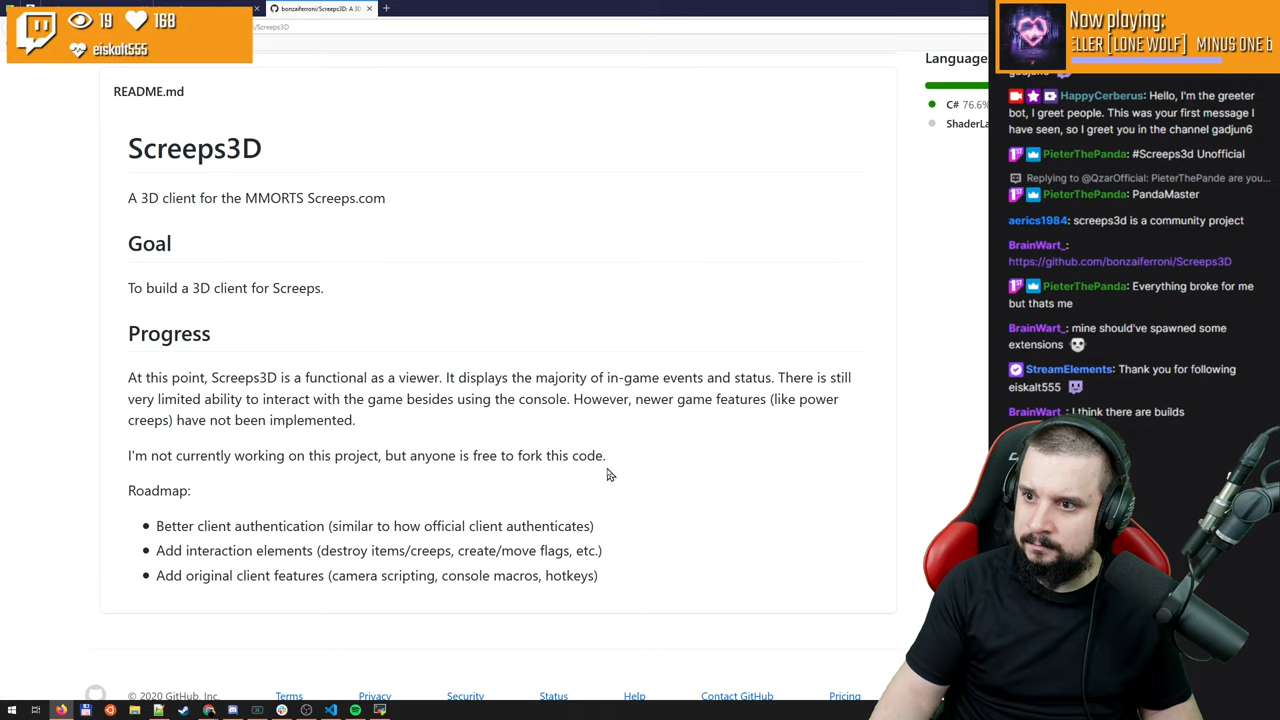 19 168
eiskalt555
bonzaiferroni/Screeps3D: A 3D
/Screeps3D
README.md
Screeps3D
A 3D client for the MMORTS Screeps.com
Goal
To build a 3D client for Screeps.
Progress
At this point, Screeps3D is a functional as a viewer. It displays the majority of in-game events and status. There is still
very limited ability to interact with the game besides using the console. However, newer game features (like power
creeps) have not been implemented.
I'm not currently working on this project, but anyone is free to fork this code.
Roadmap:
Better client authentication (similar to how official client authenticates)
Add interaction elements (destroy items/creeps, create/move flags, etc.)
Add original client features (camera scripting, console macros, hotkeys)
© 2020 GitHub, Inc. Terms Privacy Security Status Help Contact GitHub Pricing
Language
C# 76.6%
ShaderLa
Now playing:
ELLER [LONE WOLF] MINUS ONE
HappyCerberus: Hello, I'm the greeter
bot, I greet people. This was your first message I
have seen, so I greet you in the channel gadjun6
PieterThePanda: #Screeps3d Unofficial
Replying to @QzarOfficial: PieterThePande are you...
PieterThePanda: PandaMaster
aerics1984: screeps3d is a community project
BrainWart_:
https://github.com/bonzaiferroni/Screeps3D
PieterThePanda: Everything broke for me
but thats me
BrainWart_: mine should've spawned some
extensions
StreamElements: Thank you for following
eiskalt555
BrainWart_: I think there are builds